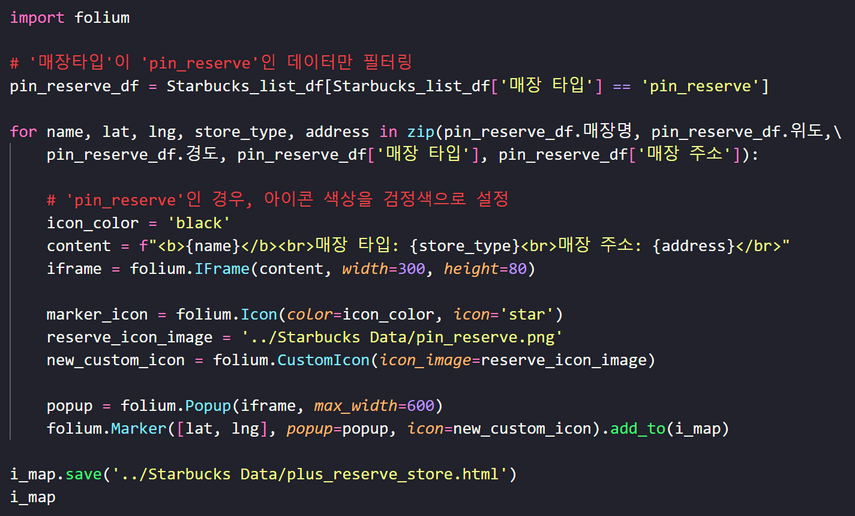 import folium
# '매장타입'이 'pin_reserve'인 데이터만 필터링
pin_reserve_df = Starbucks_list_df[Starbucks_list_df['매장 타입'] == 'pin_reserve']
for name, lat, lng, store_type, address in zip(pin_reserve_df.매장명, pin_reserve_df.위도,\
    pin_reserve_df.경도, pin_reserve_df['매장 타입'], pin_reserve_df['매장 주소']):
    # 'pin_reserve'인 경우, 아이콘 색상을 검정색으로 설정
    icon_color = 'black'
    content = f"<b>{name}</b><br>매장 타입: {store_type}<br>매장 주소: {address}</br>"
    iframe = folium.IFrame(content, width=300, height=80)
    marker_icon = folium.Icon(color=icon_color, icon='star')
    reserve_icon_image = '../Starbucks Data/pin_reserve.png'
    new_custom_icon = folium.CustomIcon(icon_image=reserve_icon_image)
    popup = folium.Popup(iframe, max_width=600)
    folium.Marker([lat, lng], popup=popup, icon=new_custom_icon).add_to(i_map)
i_map.save('../Starbucks Data/plus_reserve_store.html')
i_map